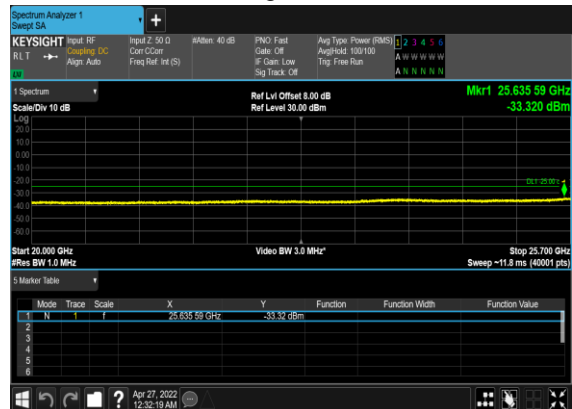 Spectrum Analyzer 1
Swept SA
+
KEYSIGHT Input: RF Input Z: 50 Ω #Atten: 40 dB PNO: Fast Avg Type: Power (RMS) 1 2 3 4 5 6
RLT Coupling: DC Corr CCorr Gate: Off Avg|Hold: 100/100 A W W W W W
Align: Auto Freq Ref: Int (S) IF Gain: Low Trig: Free Run
Sig Track: Off A N N N N N
1 Spectrum
Ref Lvl Offset 8.00 dB Mkr1 25.635 59 GHz
Scale/Div 10 dB Ref Level 30.00 dBm -33.320 dBm
Log
20.0
10.0
0.00
-10.0
-20.0
-30.0
-40.0
-50.0
-60.0
Start 20.000 GHz Video BW 3.0 MHz* Stop 25.700 GHz
#Res BW 1.0 MHz Sweep ~11.8 ms (40001 pts)
5 Marker Table
Mode Trace Scale X Y Function Function Width Function Value
1 N 1 f 25.635 59 GHz -33.32 dBm
2
3
4
5
6
? Apr 27, 2022
12:32:19 AM